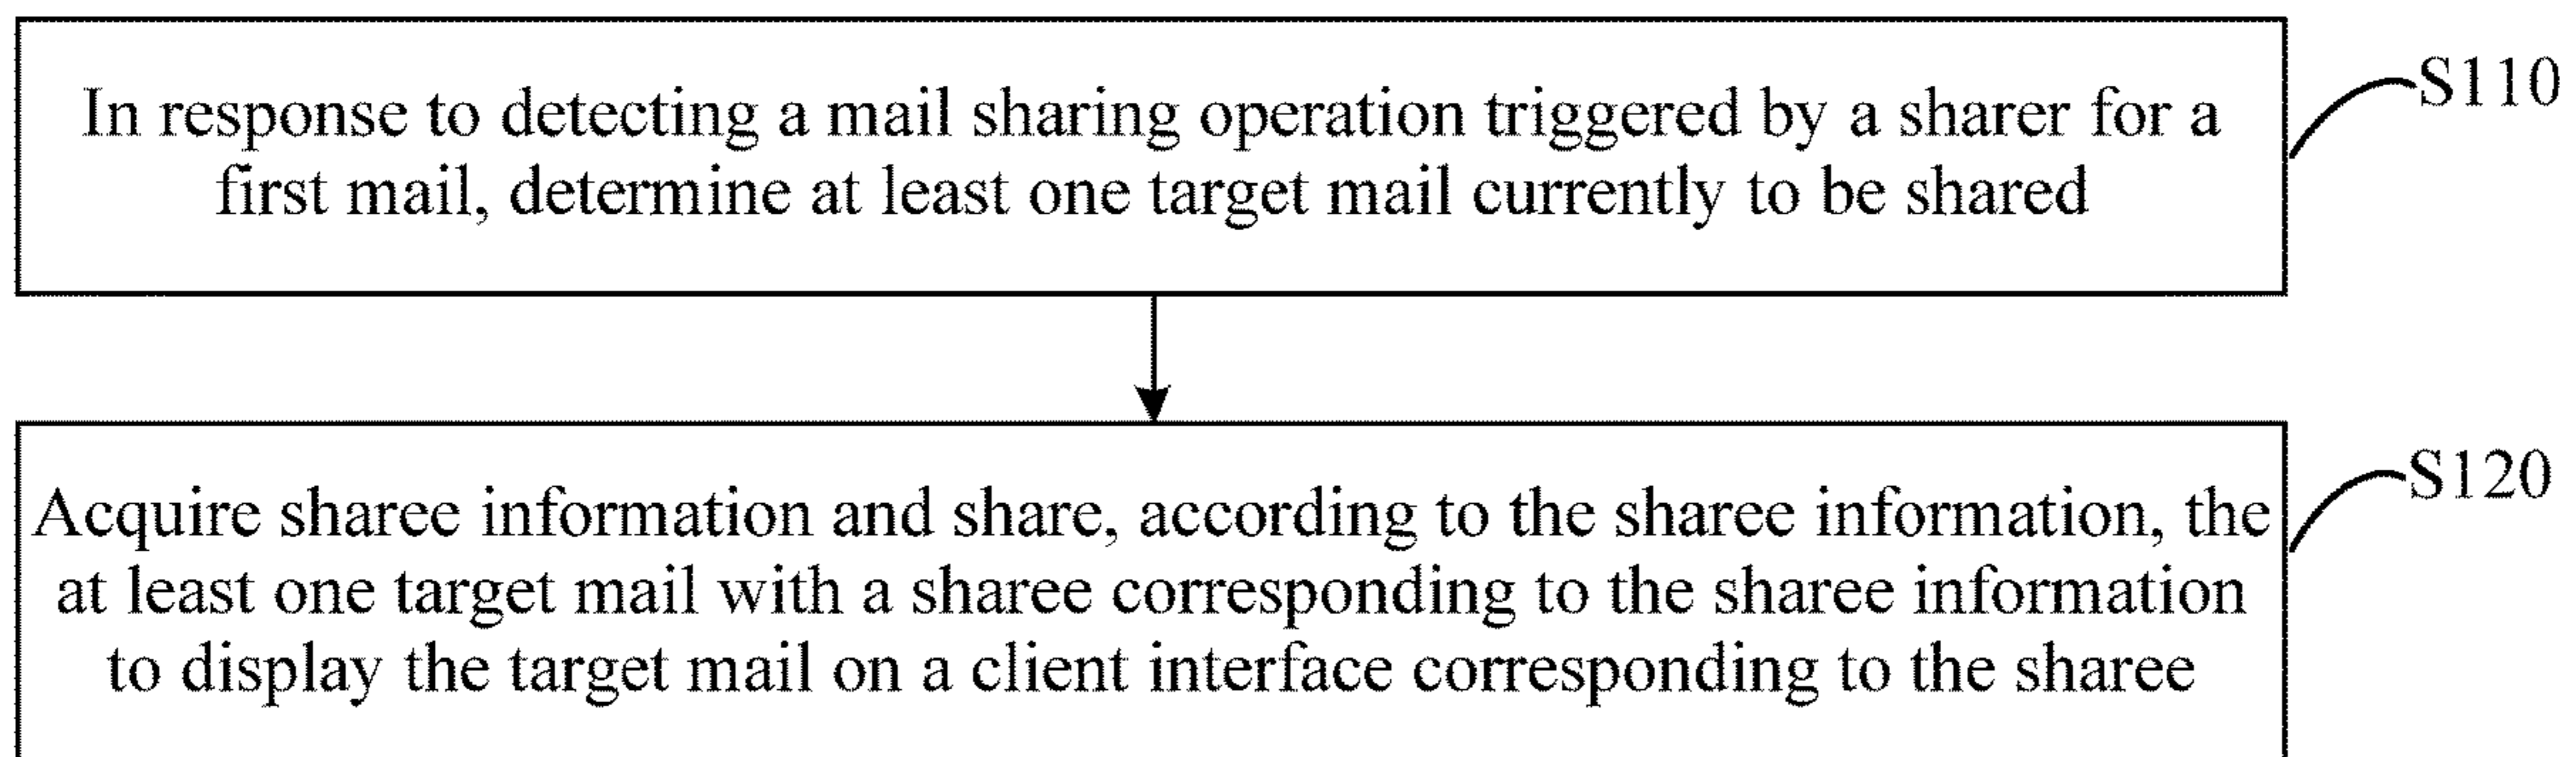 In response to detecting a mail sharing operation triggered by a sharer for a
first mail, determine at least one target mail currently to be shared
S110
Acquire sharee information and share, according to the sharee information, the
at least one target mail with a sharee corresponding to the sharee information
to display the target mail on a client interface corresponding to the sharee
S120